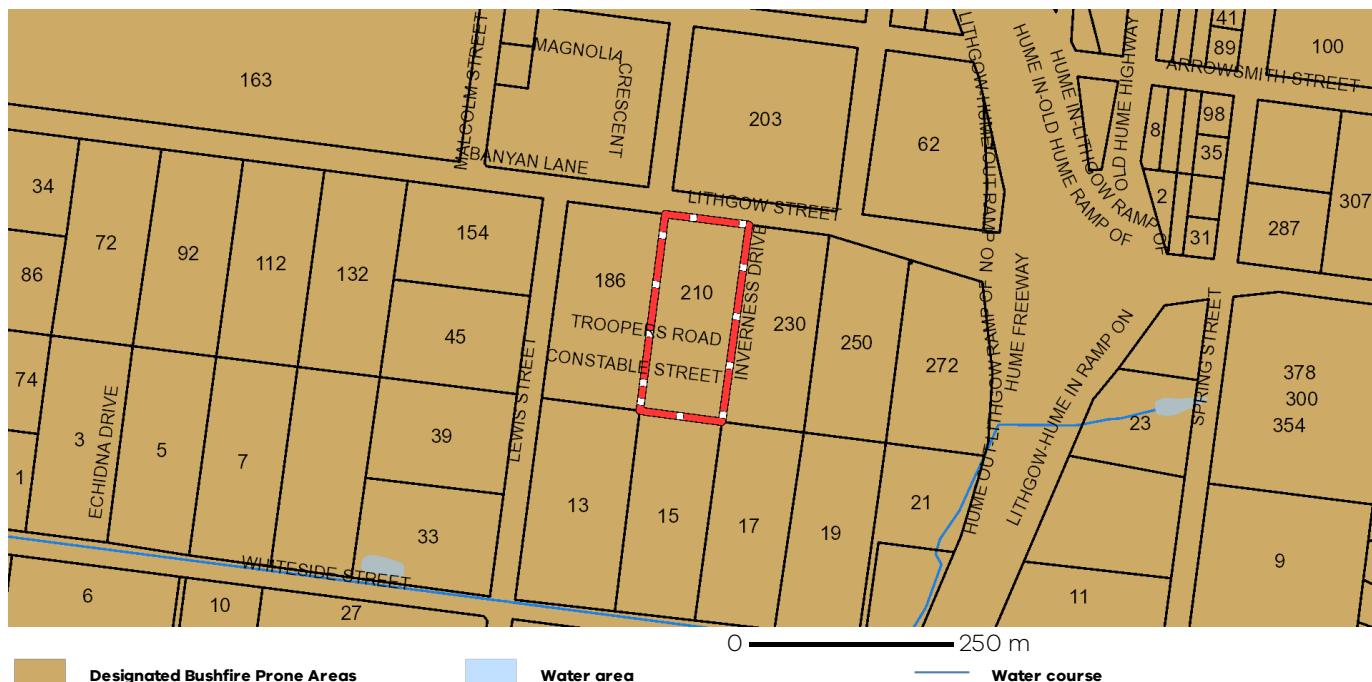 41
89
100
163
MALCOLM STREET
MAGNOLIA
CRESCENT
BANYAN LANE
203
62
LITHGOW-HUME OUT RAMP ON
HUME IN-OLD HUME RAMP OF
HUME IN-LITHGOW RAMP OF
OLD HUME HIGHWAY
ARROWSMITH STREET
8
98
35
2
31
287
307
34
72
92
112
132
154
86
LITHGOW STREET
186
210
INVERNESS DRIVE
230
250
272
TROOPERS ROAD
CONSTABLE STREET
45
LEWIS STREET
HUME OUT-LITHGOW RAMP OF
HUME FREEWAY
LITHGOW-HUME IN RAMP ON
SPRING STREET
378
300
354
74
3
ECHIDNA DRIVE
5
7
39
23
1
13
15
17
19
21
33
9
11
WHITESIDE STREET
6
10
27
0 250 m
Designated Bushfire Prone Areas
Water area
Water course